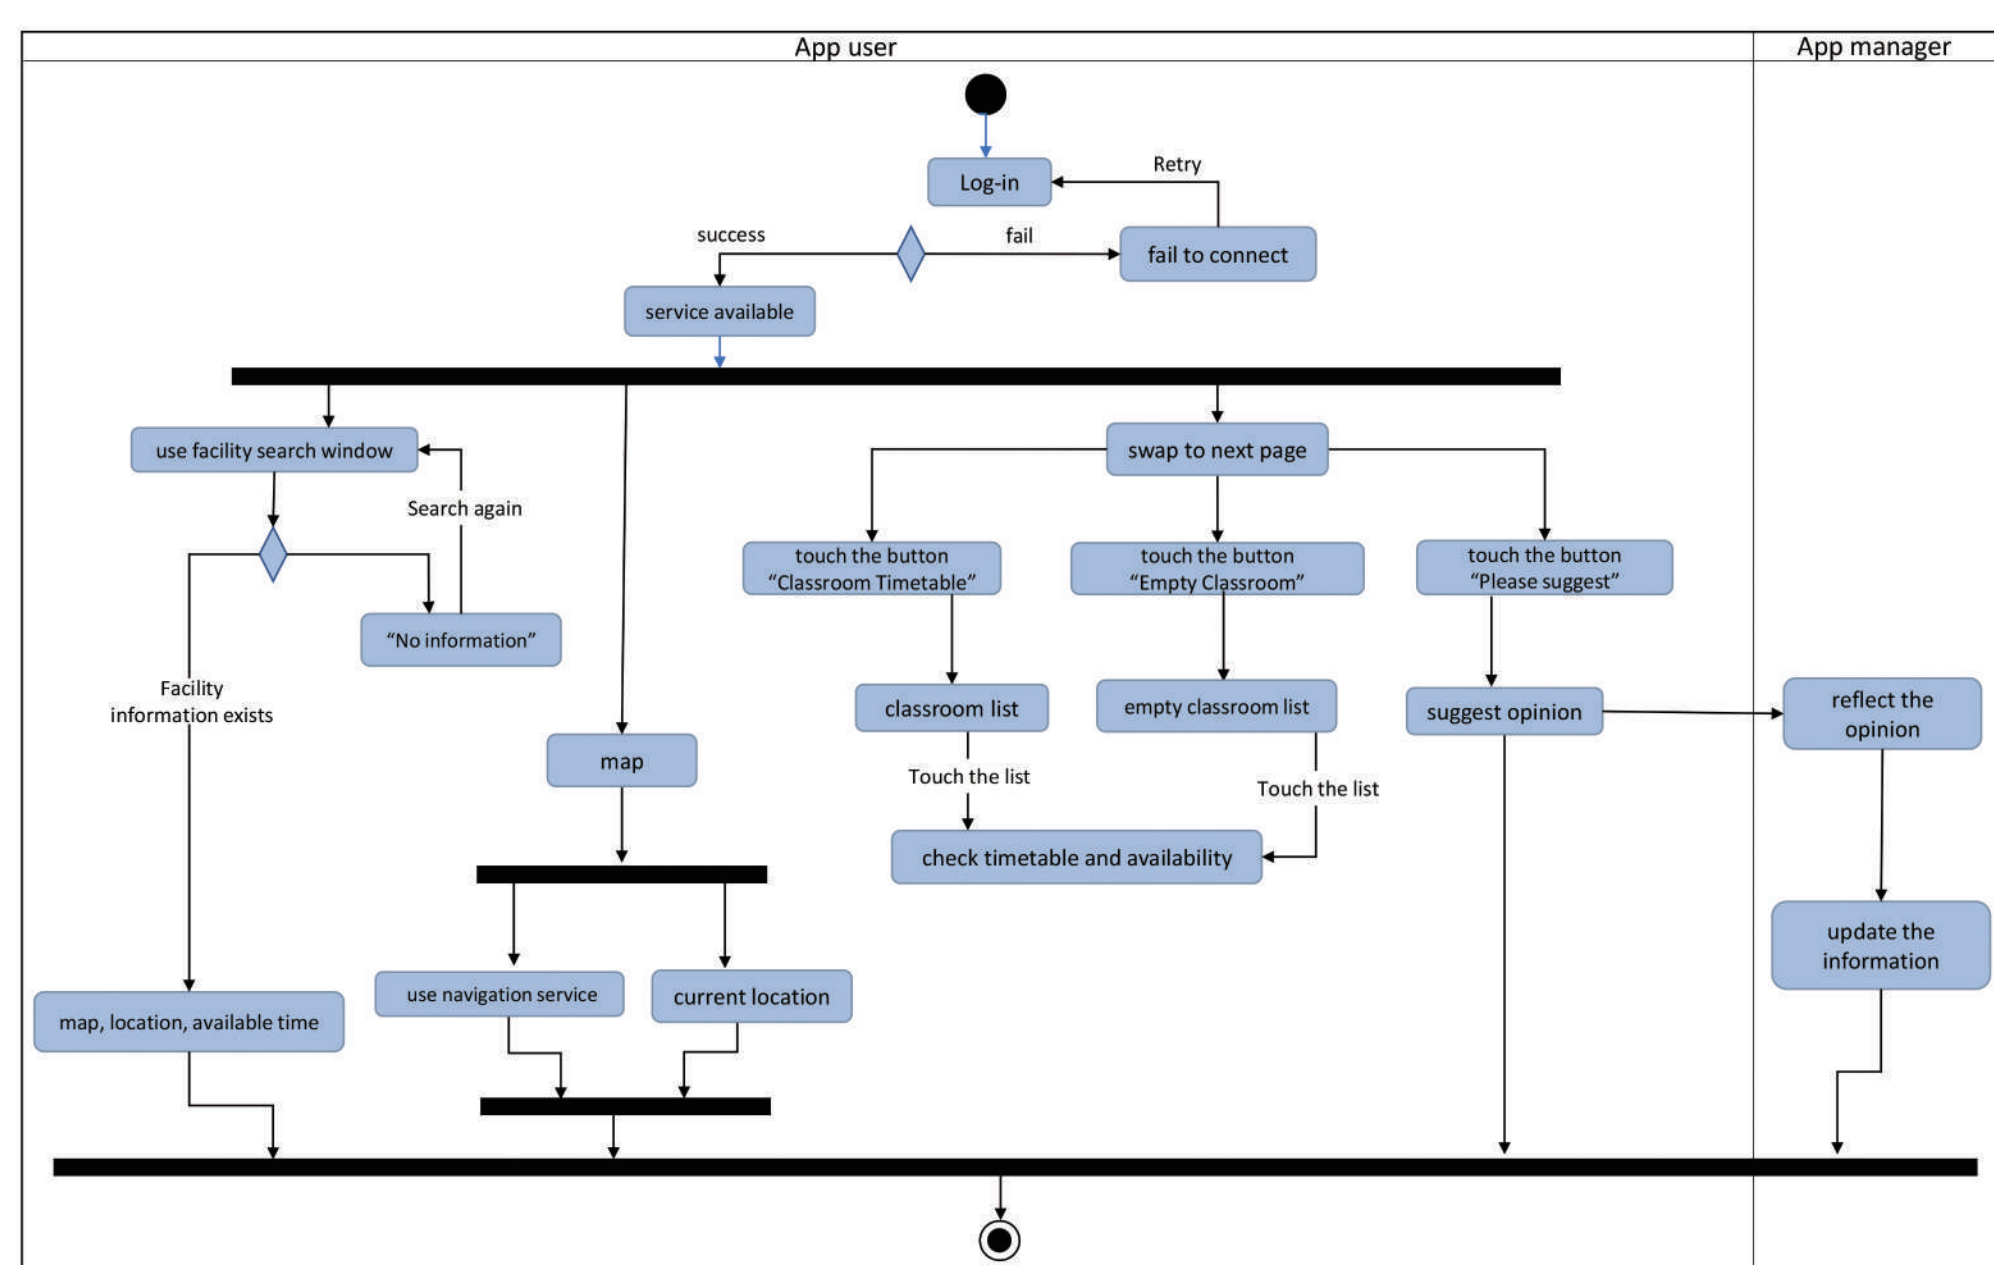 App user
App manager
Log-in
Retry
success
fail
fail to connect
service available
use facility search window
swap to next page
Search again
touch the button
“Classroom Timetable”
touch the button
“Empty Classroom”
touch the button
“Please suggest”
“No information”
Facility
information exists
classroom list
empty classroom list
suggest opinion
reflect the
opinion
map
Touch the list
Touch the list
check timetable and availability
update the
information
use navigation service
current location
map, location, available time